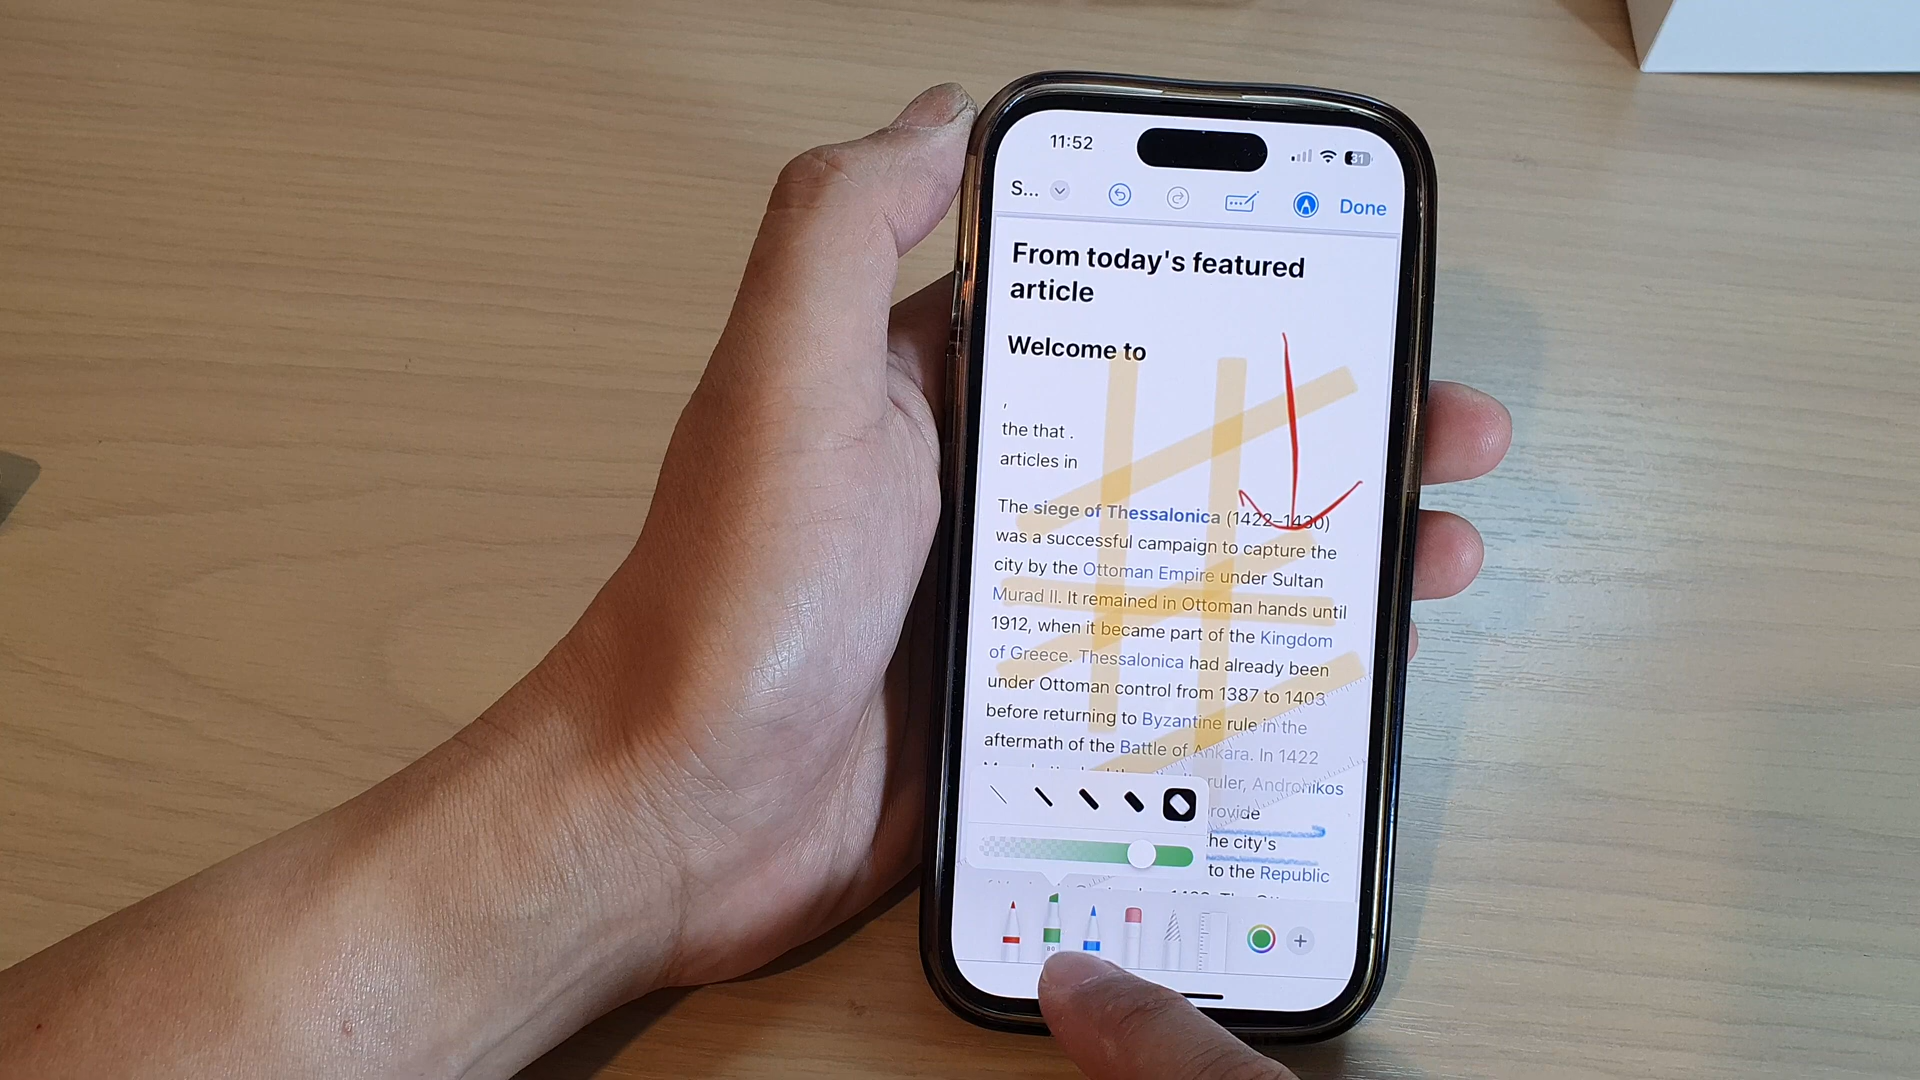 11:52
31
S... Done
From today's featured
article
Welcome to
,
the that .
articles in
The siege of Thessalonica (1422–1430)
was a successful campaign to capture the
city by the Ottoman Empire under Sultan
Murad II. It remained in Ottoman hands until
1912, when it became part of the Kingdom
of Greece. Thessalonica had already been
under Ottoman control from 1387 to 1403
before returning to Byzantine rule in the
aftermath of the Battle of Ankara. In 1422
ruler, Andronikos
provide
the city's
to the Republic
80